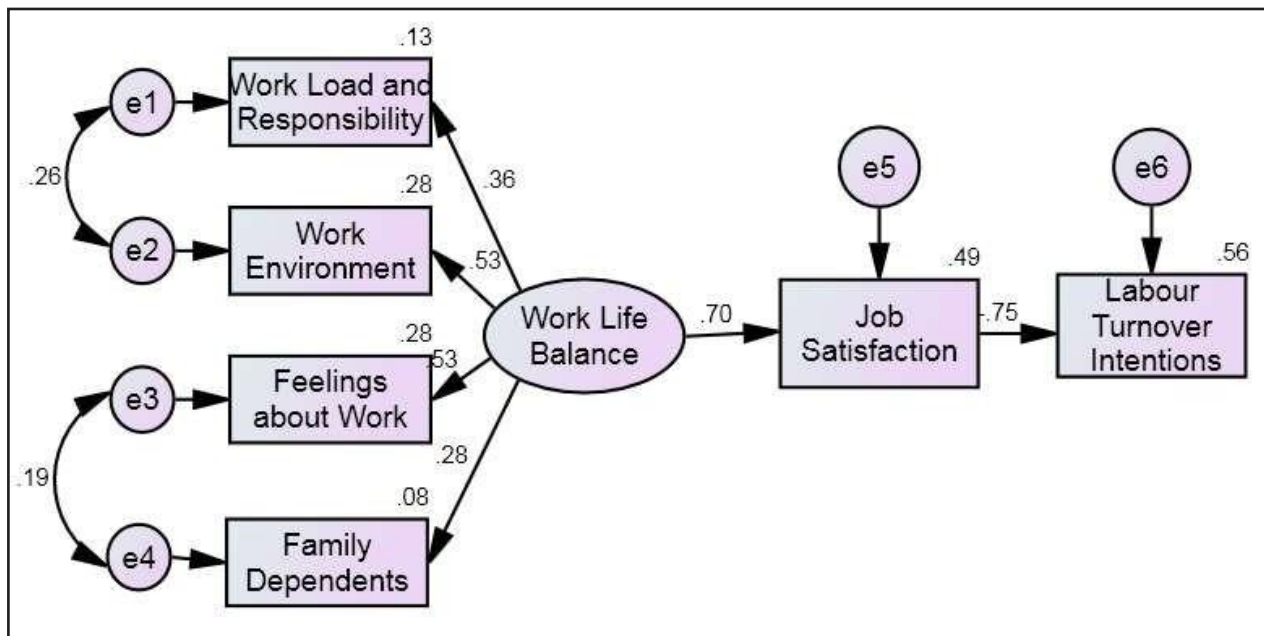 .13
e1
Work Load and
Responsibility
.26
.36
.28
e2
Work
Environment
.53
.49
.56
e5
e6
Work Life
Balance
.70
Job
Satisfaction
-.75
Labour
Turnover
Intentions
.28
.53
e3
Feelings
about Work
.19
.28
.08
e4
Family
Dependents